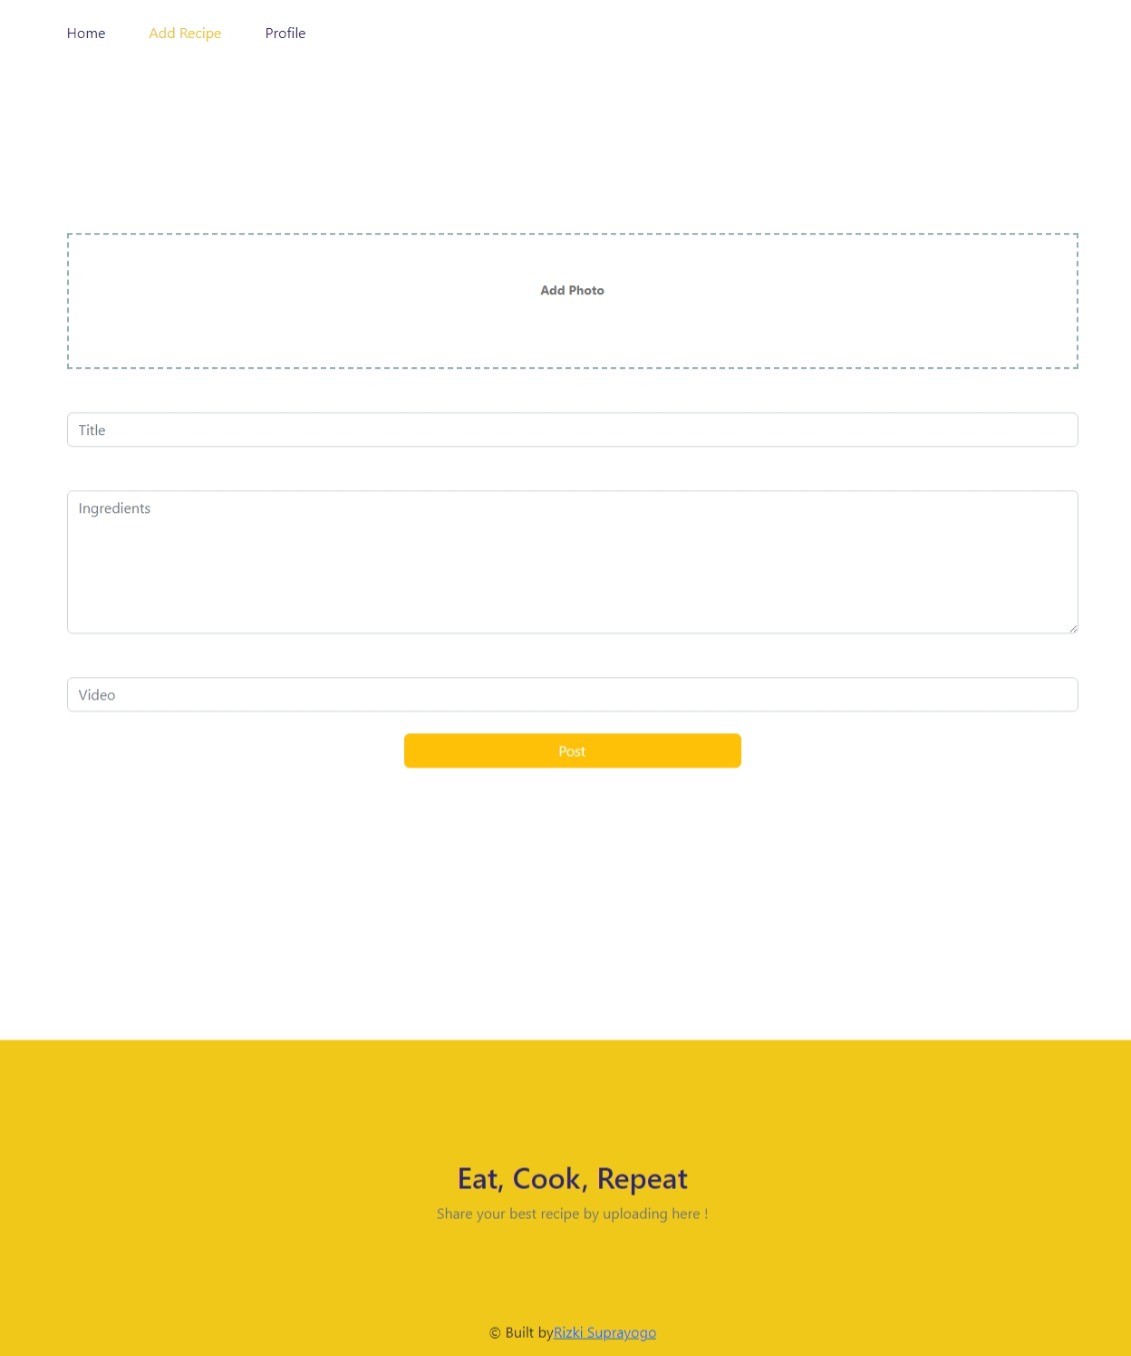 Home Add Recipe Profile
Add Photo
Title
Ingredients
Video
Post
Eat, Cook, Repeat
Share your best recipe by uploading here !
© Built byRizki Suprayogo